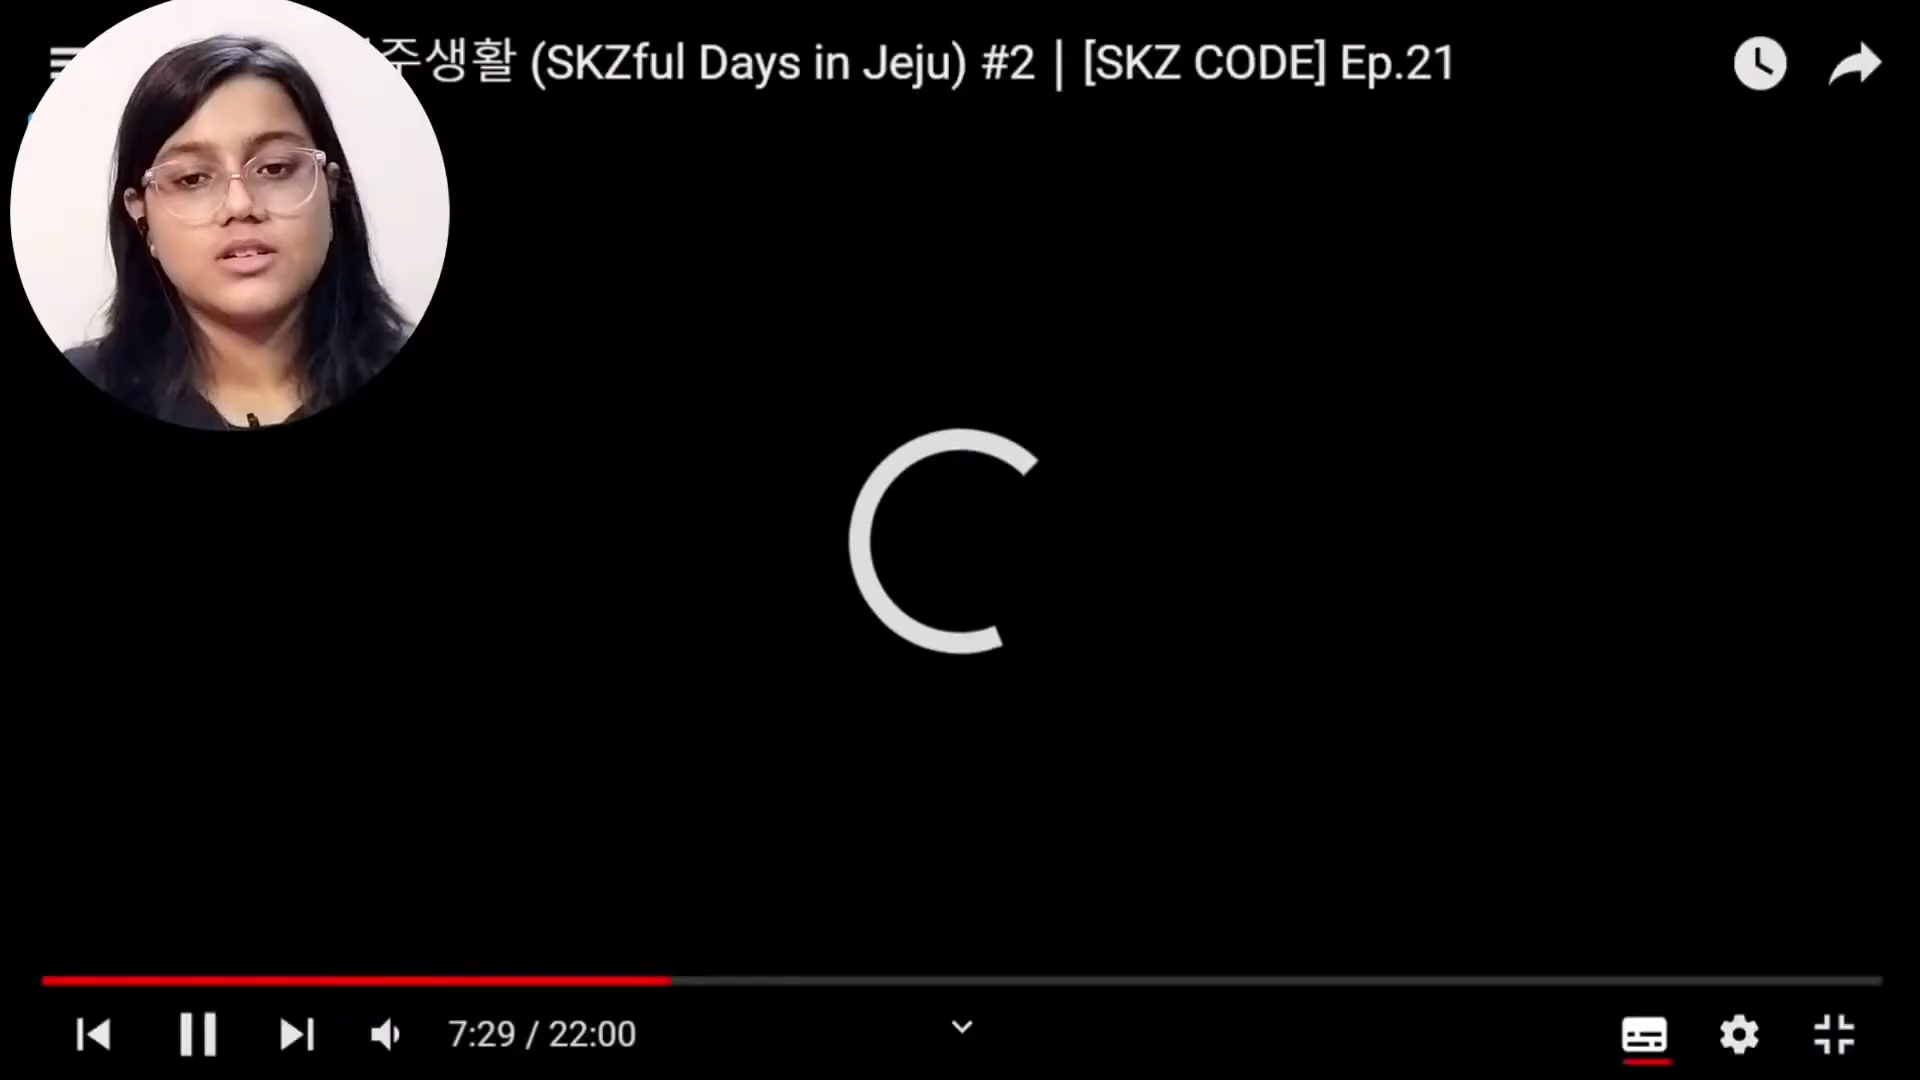 주생활 (SKZful Days in Jeju) #2 | [SKZ CODE] Ep.21
7:29 / 22:00